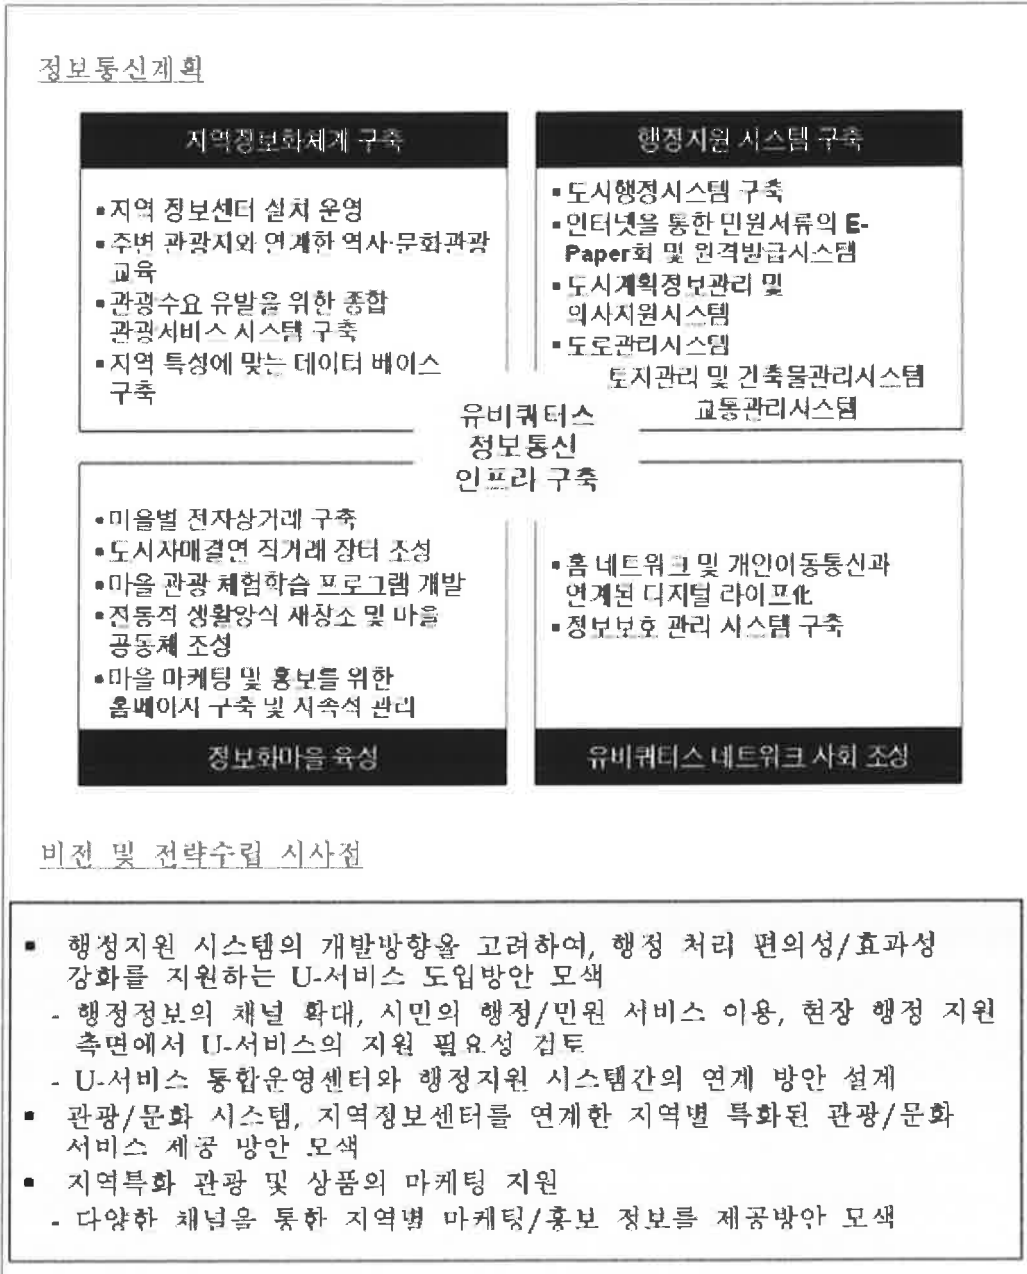 정보통신계획
지역정보화체계 구축
▪지역 정보센터 설치 운영
▪주변 관광지와 연계한 역사·문화관광
교육
▪관광수요 유발을 위한 종합
관광서비스 시스템 구축
▪지역 특성에 맞는 데이터 베이스
구축
행정지원 시스템 구축
▪도시행정시스템 구축
▪인터넷을 통한 민원서류의 E-
Paper화 및 원격발급시스템
▪도시계획정보관리 및
의사지원시스템
▪도로관리시스템
토지관리 및 건축물관리시스템
교통관리시스템
유비쿼터스
정보통신
인프라 구축
▪마을별 전자상거래 구축
▪도시자매결연 직거래 장터 조성
▪마을 관광 체험학습 프로그램 개발
▪전통적 생활양식 재창조 및 마을
공동체 조성
▪마을 마케팅 및 홍보를 위한
홈페이지 구축 및 지속적 관리
정보화마을 육성
▪홈 네트워크 및 개인이동통신과
연계된 디지털 라이프化
▪정보보호 관리 시스템 구축
유비쿼터스 네트워크 사회 조성
비전 및 전략수립 시사점
▪ 행정지원 시스템의 개발방향을 고려하여, 행정 처리 편의성/효과성
강화를 지원하는 U-서비스 도입방안 모색
- 행정정보의 채널 확대, 시민의 행정/민원 서비스 이용, 현장 행정 지원
측면에서 U-서비스의 지원 필요성 검토
- U-서비스 통합운영센터와 행정지원 시스템간의 연계 방안 설계
▪ 관광/문화 시스템, 지역정보센터를 연계한 지역별 특화된 관광/문화
서비스 제공 방안 모색
▪ 지역특화 관광 및 상품의 마케팅 지원
- 다양한 채널을 통한 지역별 마케팅/홍보 정보를 제공방안 모색